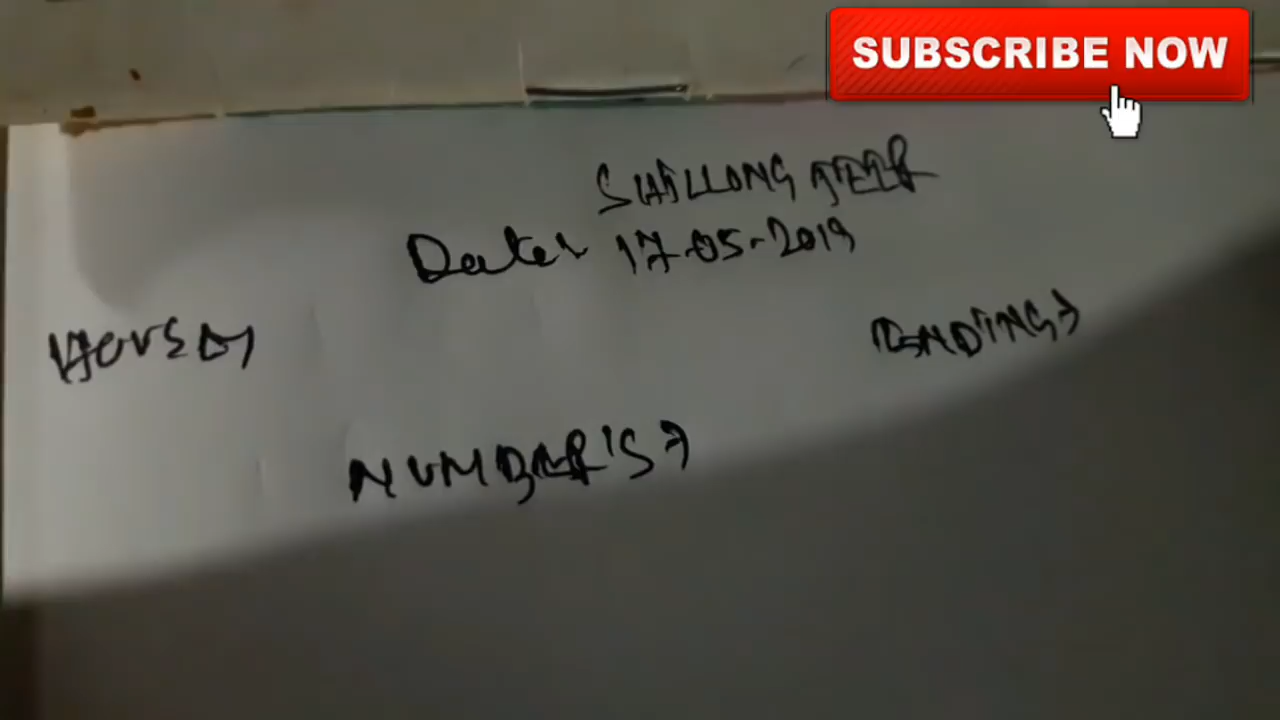 SUBSCRIBE NOW
SHILLONG TEER
Date: 17-05-2019
HOUSE→
ENDING→
NUMBER'S→